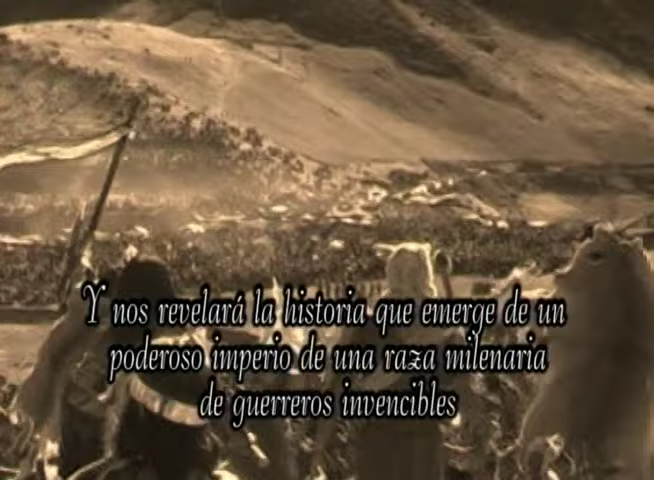 Y nos revelará la historia que emerge de un
poderoso imperio de una raza milenaria
de guerreros invencibles